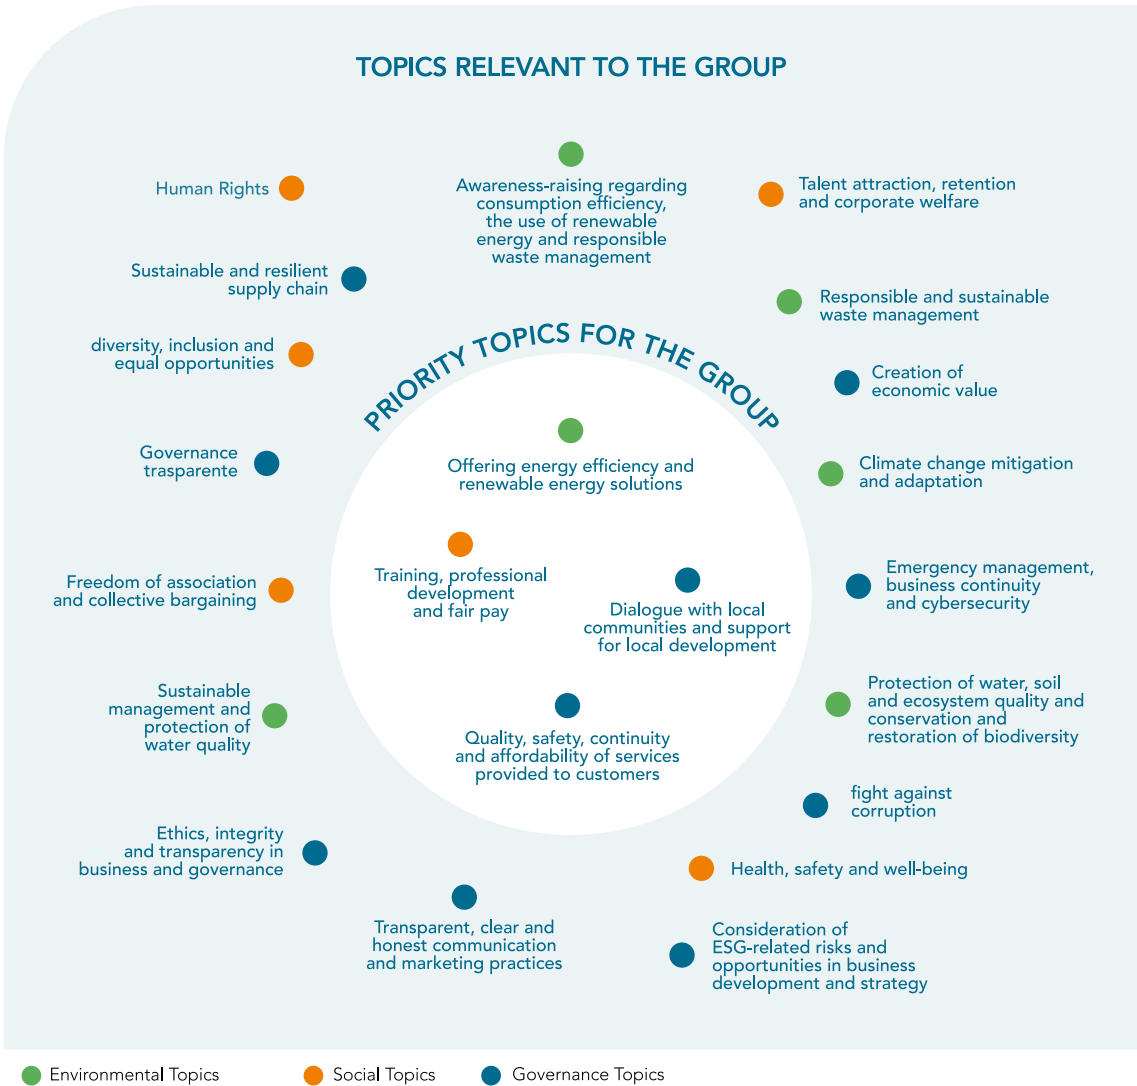 TOPICS RELEVANT TO THE GROUP
Human Rights
Awareness-raising regarding
consumption efficiency,
the use of renewable
energy and responsible
waste management
Talent attraction, retention
and corporate welfare
Sustainable and resilient
supply chain
Responsible and sustainable
waste management
diversity, inclusion and
equal opportunities
PRIORITY TOPICS FOR THE GROUP
Creation of
economic value
Governance
trasparente
Offering energy efficiency and
renewable energy solutions
Climate change mitigation
and adaptation
Freedom of association
and collective bargaining
Training, professional
development
and fair pay
Dialogue with local
communities and support
for local development
Emergency management,
business continuity
and cybersecurity
Sustainable
management and
protection of
water quality
Quality, safety, continuity
and affordability of services
provided to customers
Protection of water, soil
and ecosystem quality and
conservation and
restoration of biodiversity
fight against
corruption
Ethics, integrity
and transparency in
business and governance
Health, safety and well-being
Transparent, clear and
honest communication
and marketing practices
Consideration of
ESG-related risks and
opportunities in business
development and strategy
Environmental Topics
Social Topics
Governance Topics